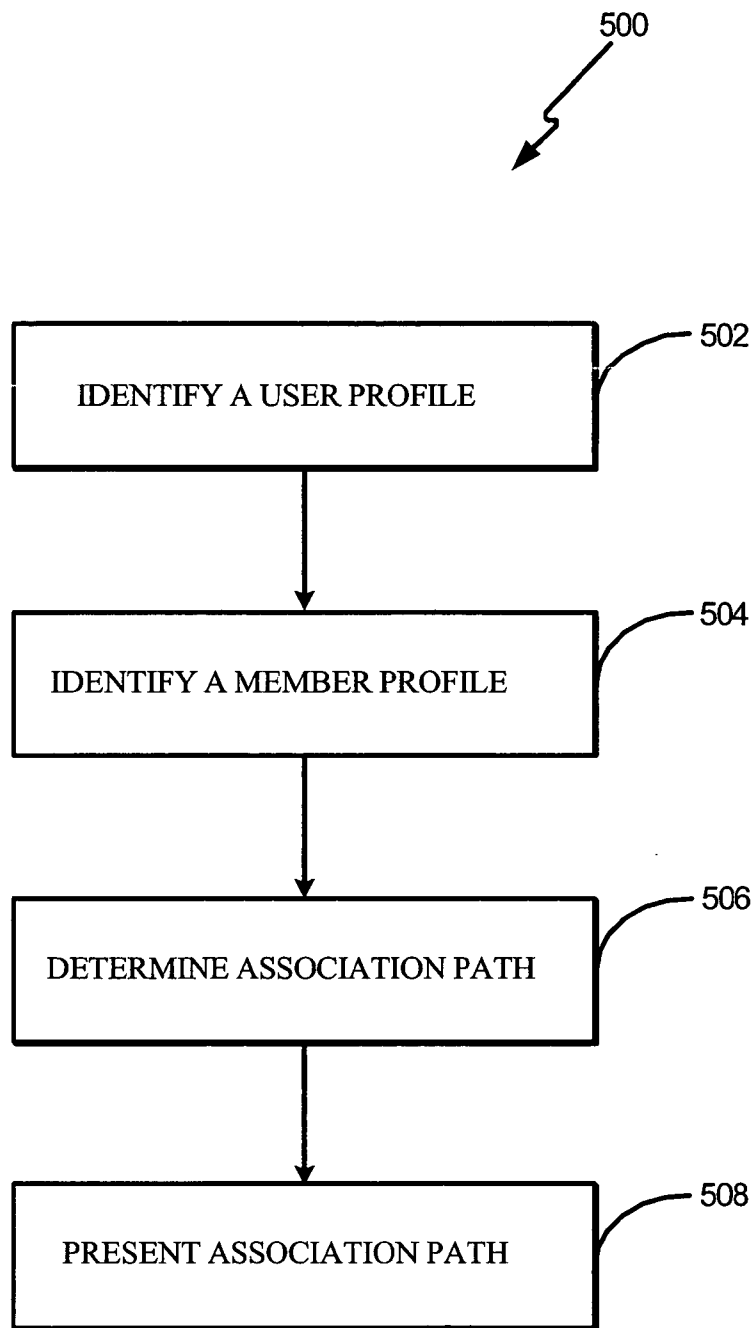 500
502
IDENTIFY A USER PROFILE
504
IDENTIFY A MEMBER PROFILE
506
DETERMINE ASSOCIATION PATH
508
PRESENT ASSOCIATION PATH